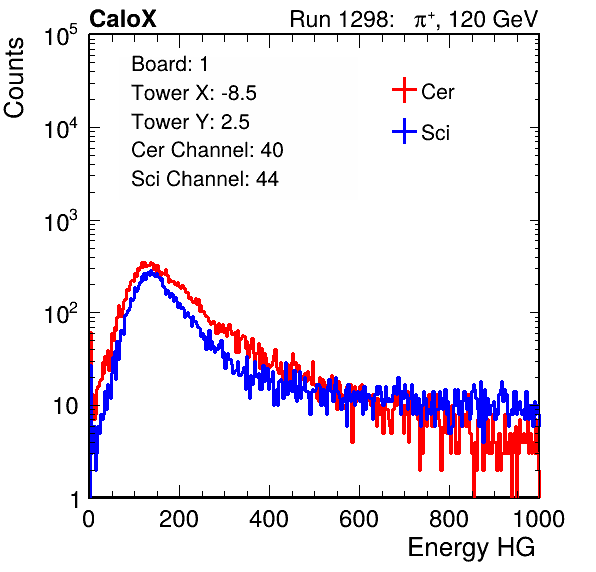 CaloX Run 1298: π⁺, 120 GeV
Counts
10⁵
10⁴
10³
10²
10
1
Board: 1
Tower X: -8.5
Tower Y: 2.5
Cer Channel: 40
Sci Channel: 44
Cer
Sci
0 200 400 600 800 1000
Energy HG